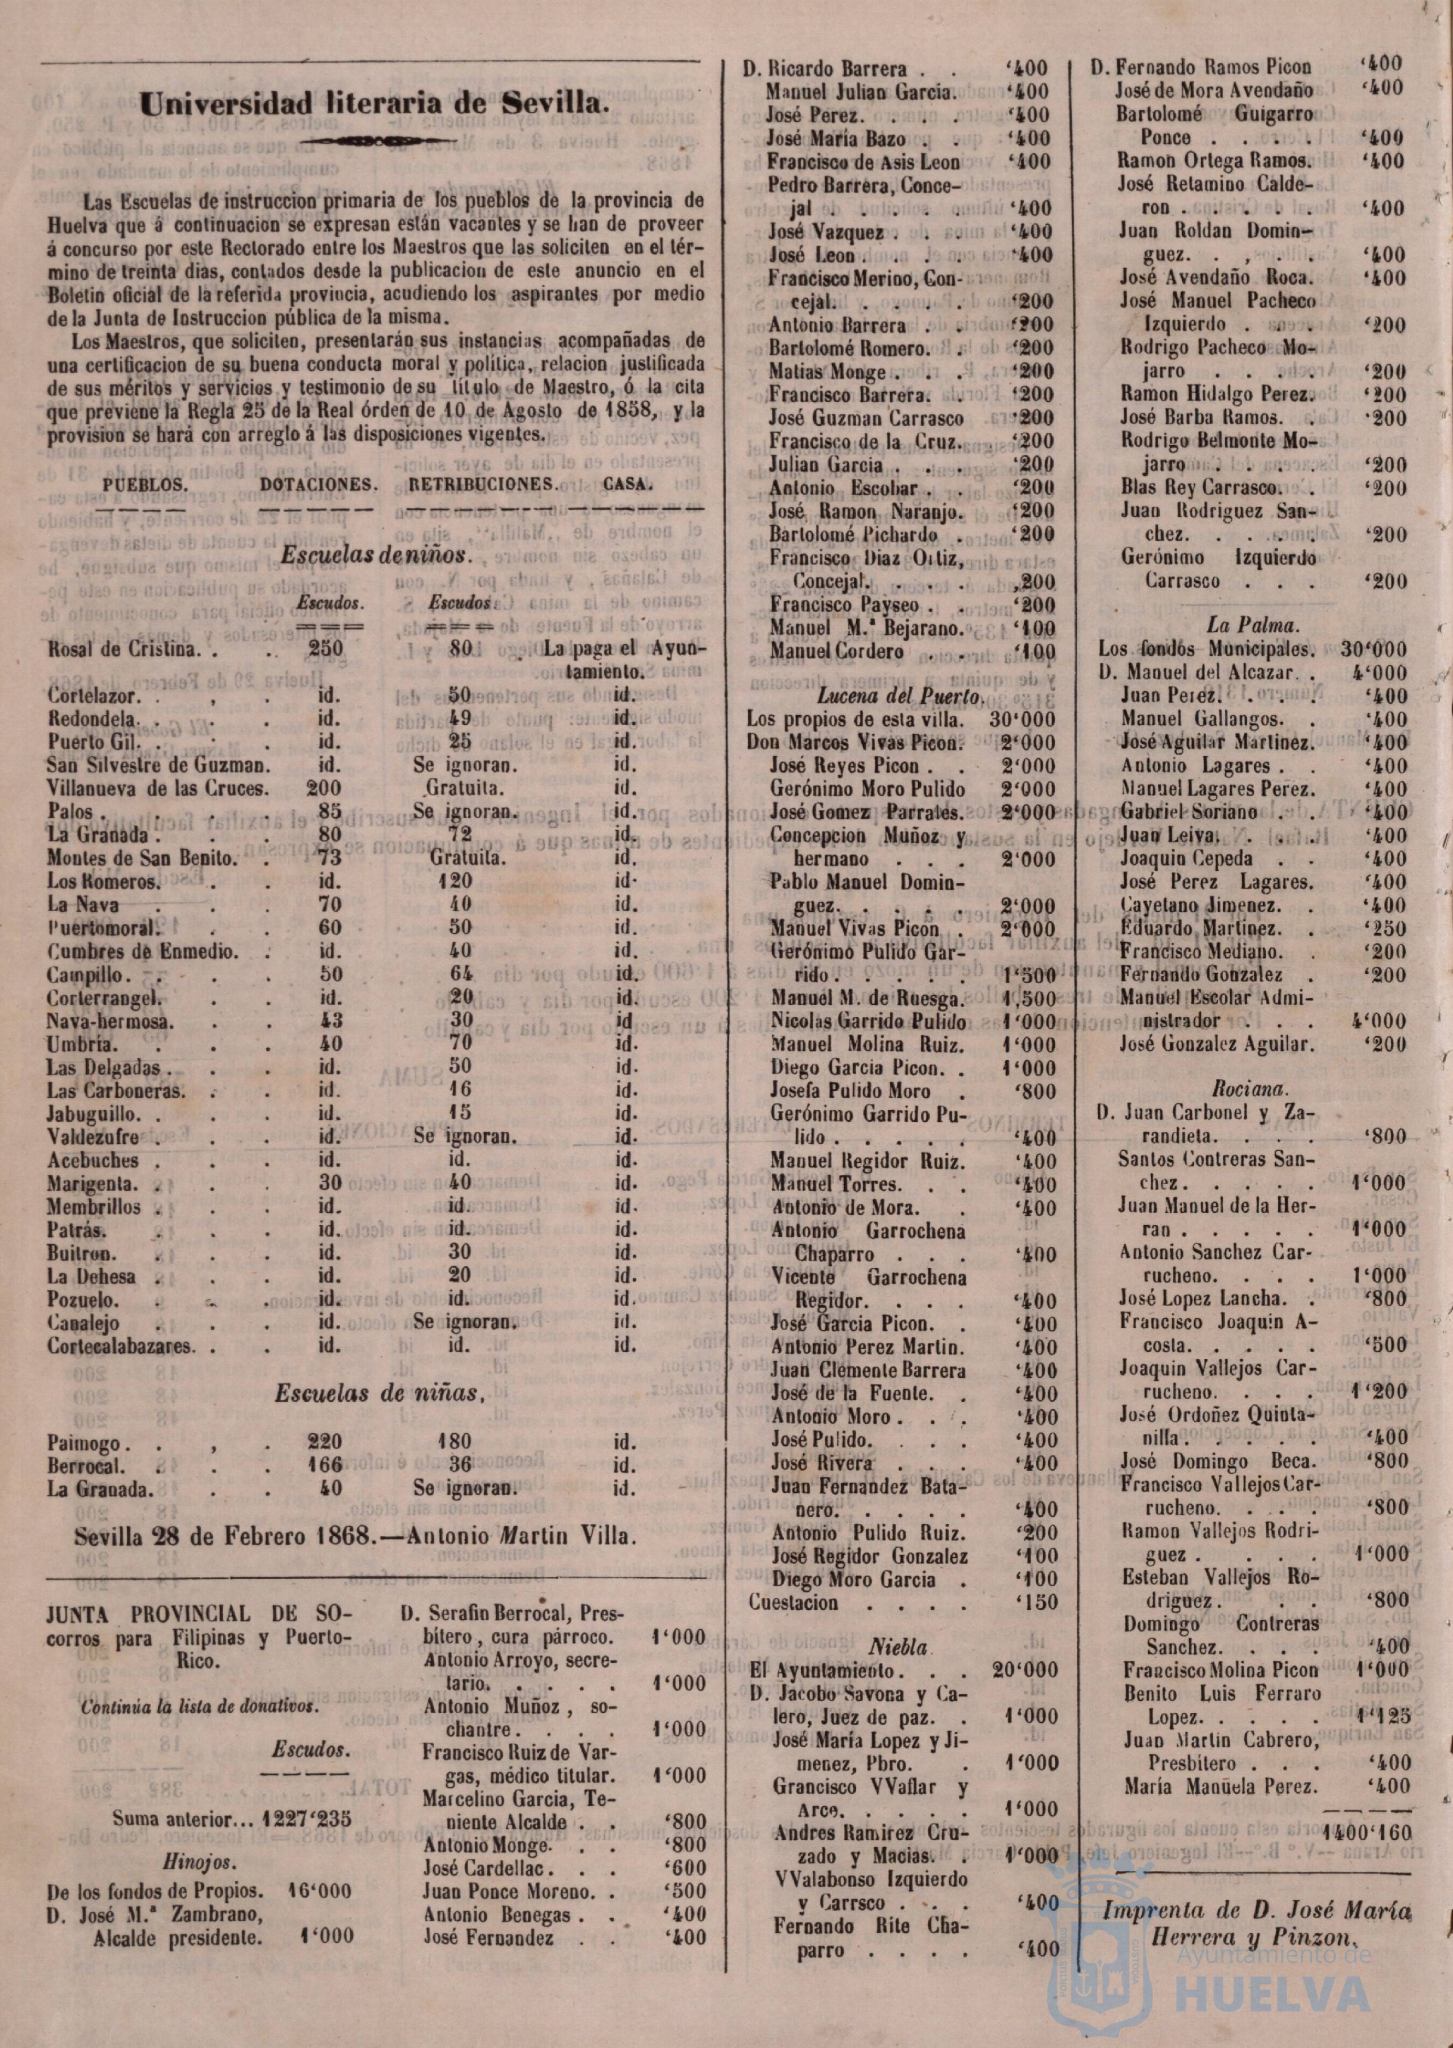 Universidad literaria de Sevilla.
Las Escuelas de instruccion primaria de los pueblos de la provincia de
Huelva que á continuacion se expresan están vacantes y se han de proveer
á concurso por este Rectorado entre los Maestros que las soliciten en el tér-
mino de treinta dias, contados desde la publicacion de este anuncio en el
Boletin oficial de la referida provincia, acudiendo los aspirantes por medio
de la Junta de Instruccion pública de la misma.
Los Maestros, que soliciten, presentarán sus instancias acompañadas de
una certificacion de su buena conducta moral y política, relacion justificada
de sus méritos y servicios y testimonio de su título de Maestro, ó la cita
que previene la Regla 25 de la Real órden de 10 de Agosto de 1858, y la
provision se hará con arreglo á las disposiciones vigentes.
PUEBLOS. DOTACIONES. RETRIBUCIONES. CASA.
Escuelas de niños.
Escudos. Escudos.
Rosal de Cristina. . . . 250 80 La paga el Ayun-
tamiento.
Cortelazor. . , . id. 50 id.
Redondela. . . . id. 49 id.
Puerto Gil. . . . id. 25 id.
San Silvestre de Guzman. id. Se ignoran. id.
Villanueva de las Cruces. 200 Gratuita. id.
Palos . . . . 85 Se ignoran. id.
La Granada . . . 80 72 id.
Montes de San Benito. . . 73 Gratuita. id.
Los Romeros. . . id. 120 id.
La Nava . . . 70 40 id.
Puertomoral. . . 60 50 id.
Cumbres de Enmedio. . id. 40 id.
Campillo. . . . 50 64 id.
Corterrangel. . . id. 20 id.
Nava-hermosa. . . 43 30 id
Umbría. . . . 40 70 id.
Las Delgadas . . . id. 50 id.
Las Carboneras. . . id. 16 id.
Jabuguillo. . . . id. 15 id.
Valdezufre . . . id. Se ignoran. id.
Acebuches . . . id. id. id.
Marigenta. . . . 30 40 id.
Membrillos . . . id. id. id.
Patrás. . . . id. id. id.
Buitron. . . . id. 30 id.
La Dehesa . . . id. 20 id.
Pozuelo. . . . id. id. id.
Canalejo . . . id. Se ignoran. id.
Cortecalabazares. . . id. id. id.
Escuelas de niñas,
Paimogo . . , . 220 180 id.
Berrocal. . . . 166 36 id.
La Granada. . . 40 Se ignoran. id.
Sevilla 28 de Febrero 1868.—Antonio Martin Villa.
JUNTA PROVINCIAL DE SO-
corros para Filipinas y Puerto-
Rico.
Continúa la lista de donativos.
Escudos.
Suma anterior... 1227‘235
Hinojos.
De los fondos de Propios. 16‘000
D. José M.ª Zambrano,
Alcalde presidente. 1‘000
D. Serafin Berrocal, Pres-
bítero, cura párroco. 1‘000
Antonio Arroyo, secre-
tario. . . . . 1‘000
Antonio Muñoz , so-
chantre . . . . 1‘000
Francisco Ruiz de Var-
gas, médico titular. 1‘000
Marcelino Garcia, Te-
niente Alcalde . . ‘800
Antonio Monge. . . ‘800
José Cardellac . . . ‘600
Juan Ponce Moreno. . ‘500
Antonio Benegas . . ‘400
José Fernandez . . ‘400
D. Ricardo Barrera . . ‘400
Manuel Julian Garcia. ‘400
José Perez. . . . ‘400
José María Bazo . . ‘400
Francisco de Asis Leon ‘400
Pedro Barrera, Conce-
jal . . . . . ‘400
José Vazquez . . . ‘400
José Leon . . . . ‘400
Francisco Merino, Con-
cejal. . . . . ‘200
Antonio Barrera . . ‘200
Bartolomé Romero. . ‘200
Matias Monge . . . ‘200
Francisco Barrera. . ‘200
José Guzman Carrasco ‘200
Francisco de la Cruz. . ‘200
Julian Garcia . . . ‘200
Antonio Escobar . . ‘200
José Ramon Naranjo. ‘200
Bartolomé Pichardo . ‘200
Francisco Diaz Ortiz,
Concejal. . . . ,200
Francisco Payseo . . ‘200
Manuel M.ª Bejarano. ‘100
Manuel Cordero . . ‘100
Lucena del Puerto.
Los propios de esta villa. 30‘000
Don Marcos Vivas Picon. 2‘000
José Reyes Picon . . 2‘000
Gerónimo Moro Pulido 2‘000
José Gomez Parrales. 2‘000
Concepcion Muñoz y
hermano . . . 2‘000
Pablo Manuel Domin-
guez. . . . . 2‘000
Manuel Vivas Picon . 2‘000
Gerónimo Pulido Gar-
rido . . . . . 1‘500
Manuel M. de Ruesga. 1,500
Nicolas Garrido Pulido 1‘000
Manuel Molina Ruiz. 1‘000
Diego Garcia Picon. . 1‘000
Josefa Pulido Moro . ‘800
Gerónimo Garrido Pu-
lido . . . . . ‘400
Manuel Regidor Ruiz. ‘400
Manuel Torres. . . ‘400
Antonio de Mora. . ‘400
Antonio Garrochena
Chaparro . . . ‘400
Vicente Garrochena
Regidor. . . . ‘400
José Garcia Picon. . ‘400
Antonio Perez Martin. ‘400
Juan Clemente Barrera ‘400
José de la Fuente. . ‘400
Antonio Moro . . . ‘400
José Pulido. . . . ‘400
José Rivera . . . ‘400
Juan Fernandez Bata-
nero. . . . . ‘400
Antonio Pulido Ruiz. ‘200
José Regidor Gonzalez ‘100
Diego Moro Garcia . ‘100
Cuestacion . . . . ‘150
Niebla
El Ayuntamiento . . . 20‘000
D. Jacobo Savona y Ca-
lero, Juez de paz. . 1‘000
José María Lopez y Ji-
menez, Pbro. . 1‘000
Grancisco VVaflar y
Arce. . . . . 1‘000
Andres Ramirez Cru-
zado y Macias. . 1‘000
VValabonso Izquierdo
y Carrsco . . . ‘400
Fernando Rite Cha-
parro . . . . ‘400
D. Fernando Ramos Picon ‘400
José de Mora Avendaño ‘400
Bartolomé Guigarro
Ponce . . . . ‘400
Ramon Ortega Ramos. ‘400
José Retamino Calde-
ron . . . . . ‘400
Juan Roldan Domin-
guez. . , . . ‘400
José Avendaño Roca. ‘400
José Manuel Pacheco
Izquierdo . . . ‘200
Rodrigo Pacheco Mo-
jarro . . . . ‘200
Ramon Hidalgo Perez. ‘200
José Barba Ramos. . ‘200
Rodrigo Belmonte Mo-
jarro . . . . ‘200
Blas Rey Carrasco. . ‘200
Juan Rodriguez San-
chez. . . . . ‘200
Gerónimo Izquierdo
Carrasco . . . ‘200
La Palma.
Los fondos Municipales. 30‘000
D. Manuel del Alcazar. . 4‘000
Juan Perez. . . . ‘400
Manuel Gallangos. . ‘400
José Aguilar Martinez. ‘400
Antonio Lagares . . ‘400
Manuel Lagares Perez. ‘400
Gabriel Soriano . . ‘400
Juan Leiva. . . . ‘400
Joaquin Cepeda . . ‘400
José Perez Lagares. ‘400
Cayetano Jimenez. . ‘400
Eduardo Martinez. . ‘250
Francisco Mediano. . ‘200
Fernando Gonzalez . ‘200
Manuel Escolar Admi-
nistrador . . . 4‘000
José Gonzalez Aguilar. ‘200
Rociana.
D. Juan Carbonel y Za-
randieta. . . . ‘800
Santos Contreras San-
chez. . . . . 1‘000
Juan Manuel de la Her-
ran . . . . . 1‘000
Antonio Sanchez Car-
rucheno. . . . 1‘000
José Lopez Lancha. . ‘800
Francisco Joaquin A-
costa. . . . . ‘500
Joaquin Vallejos Car-
rucheno. . . . 1‘200
José Ordoñez Quinta-
nilla . . . . . ‘400
José Domingo Beca. ‘800
Francisco Vallejos Car-
rucheno. . . . ‘800
Ramon Vallejos Rodri-
guez . . . . 1‘000
Esteban Vallejos Ro-
driguez . . . ‘800
Domingo Contreras
Sanchez. . . . ‘400
Francisco Molina Picon 1‘000
Benito Luis Ferraro
Lopez. . . . . 1‘125
Juan Martin Cabrero,
Presbítero . . . ‘400
María Manuela Perez. ‘400
1400‘160
Imprenta de D. José María
Herrera y Pinzon.
Ayuntamiento de
HUELVA